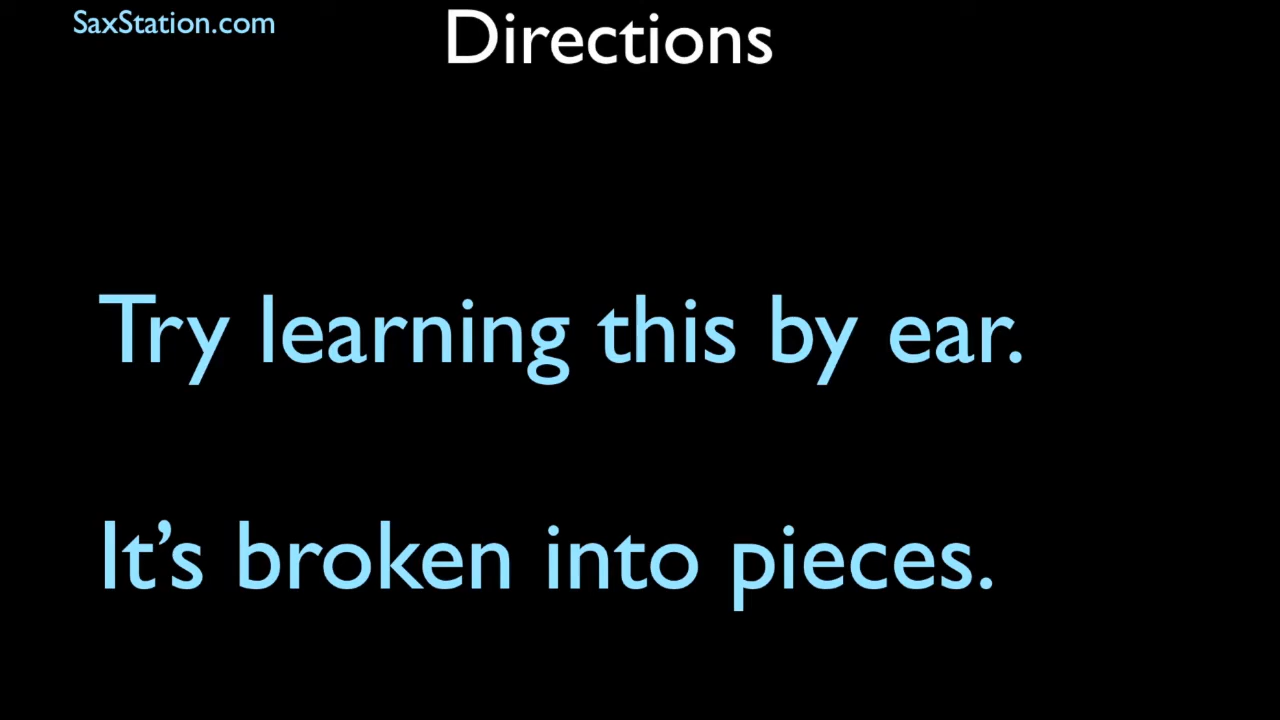 SaxStation.com
Directions
Try learning this by ear.
It’s broken into pieces.